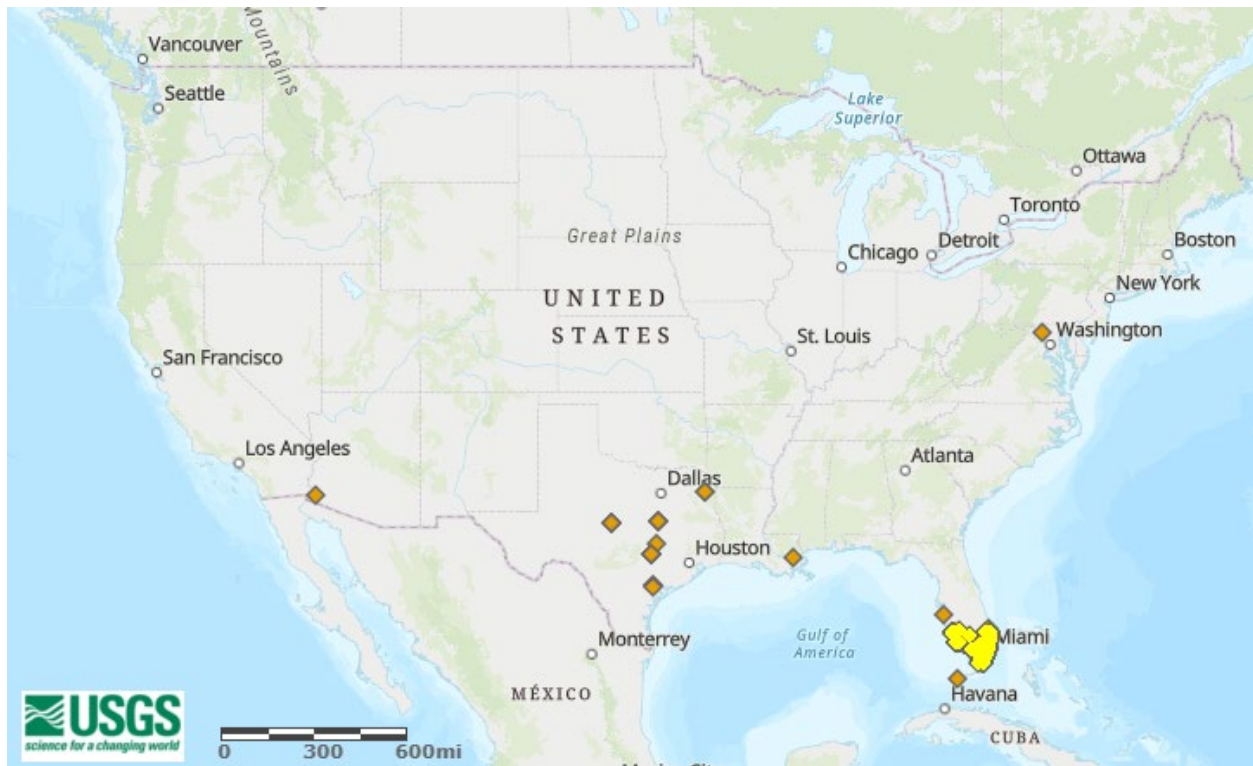 Vancouver
Mountains
Seattle
Lake
Superior
Ottawa
Toronto
Great Plains
Chicago
Detroit
Boston
New York
UNITED
STATES
St. Louis
Washington
San Francisco
Los Angeles
Atlanta
Dallas
Houston
Monterrey
Gulf of
America
Miami
MÉXICO
Havana
CUBA
USGS
science for a changing world
0 300 600mi